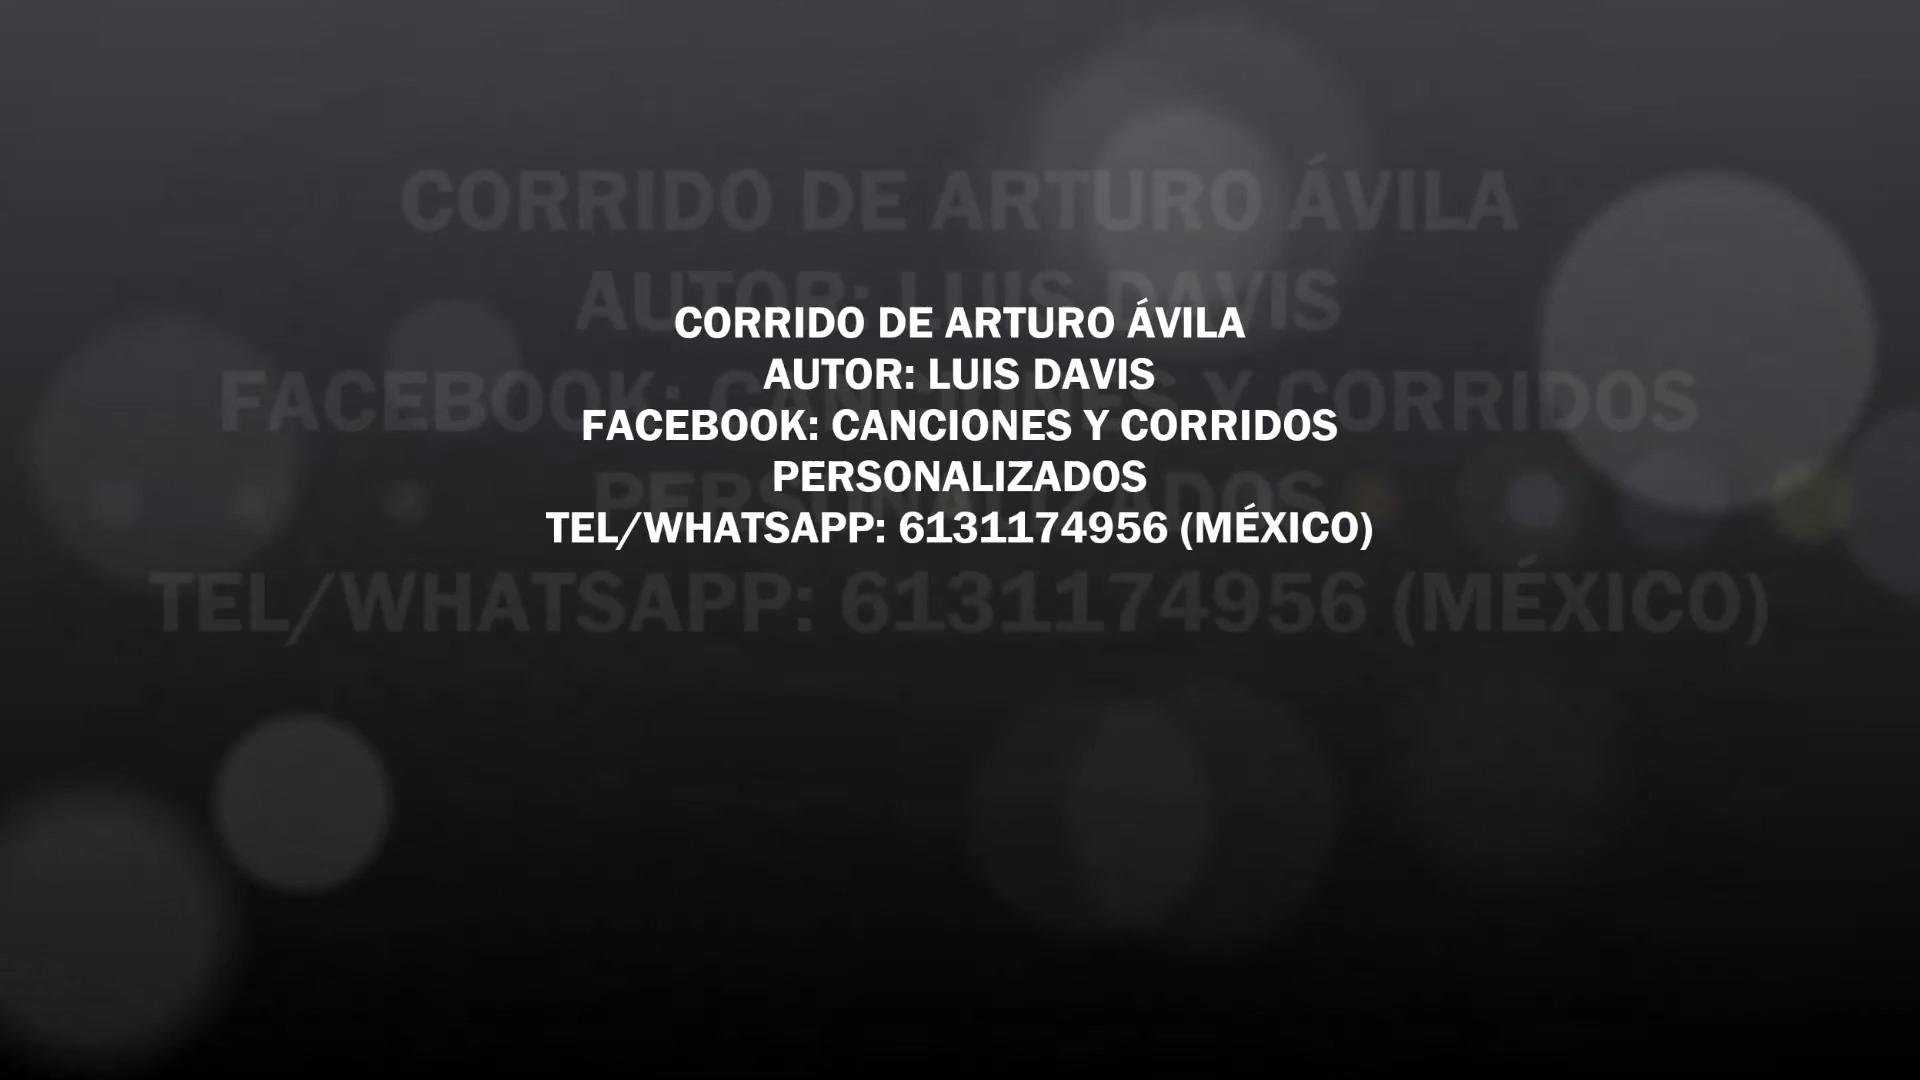 CORRIDO DE ARTURO ÁVILA
AUTOR: LUIS DAVIS
FACEBOOK: CANCIONES Y CORRIDOS
PERSONALIZADOS
TEL/WHATSAPP: 6131174956 (MÉXICO)